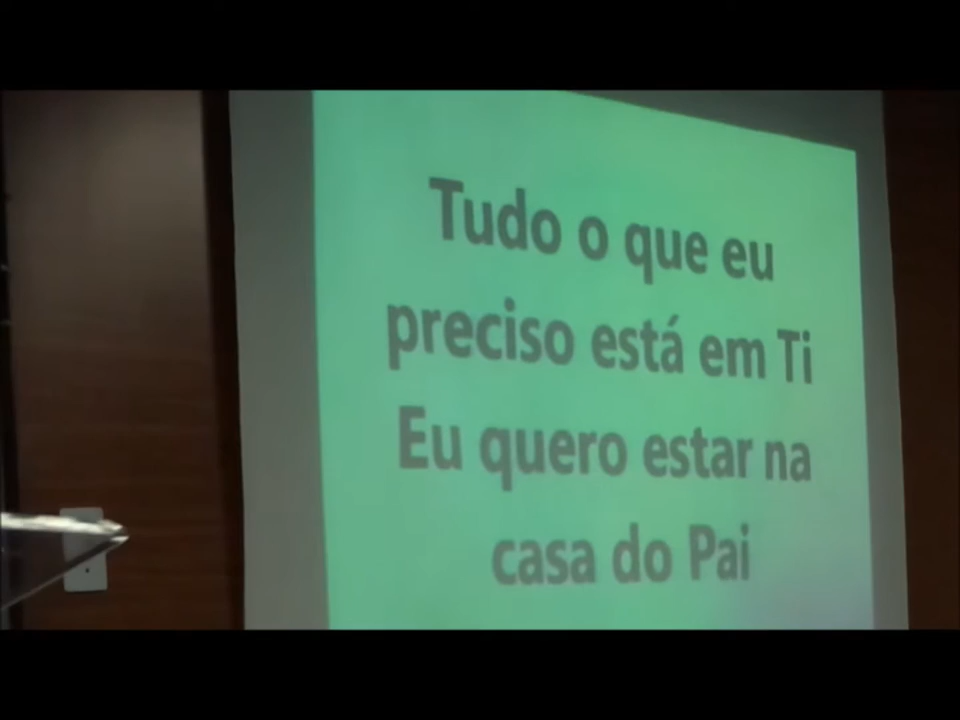 Tudo o que eu
preciso está em Ti
Eu quero estar na
casa do Pai